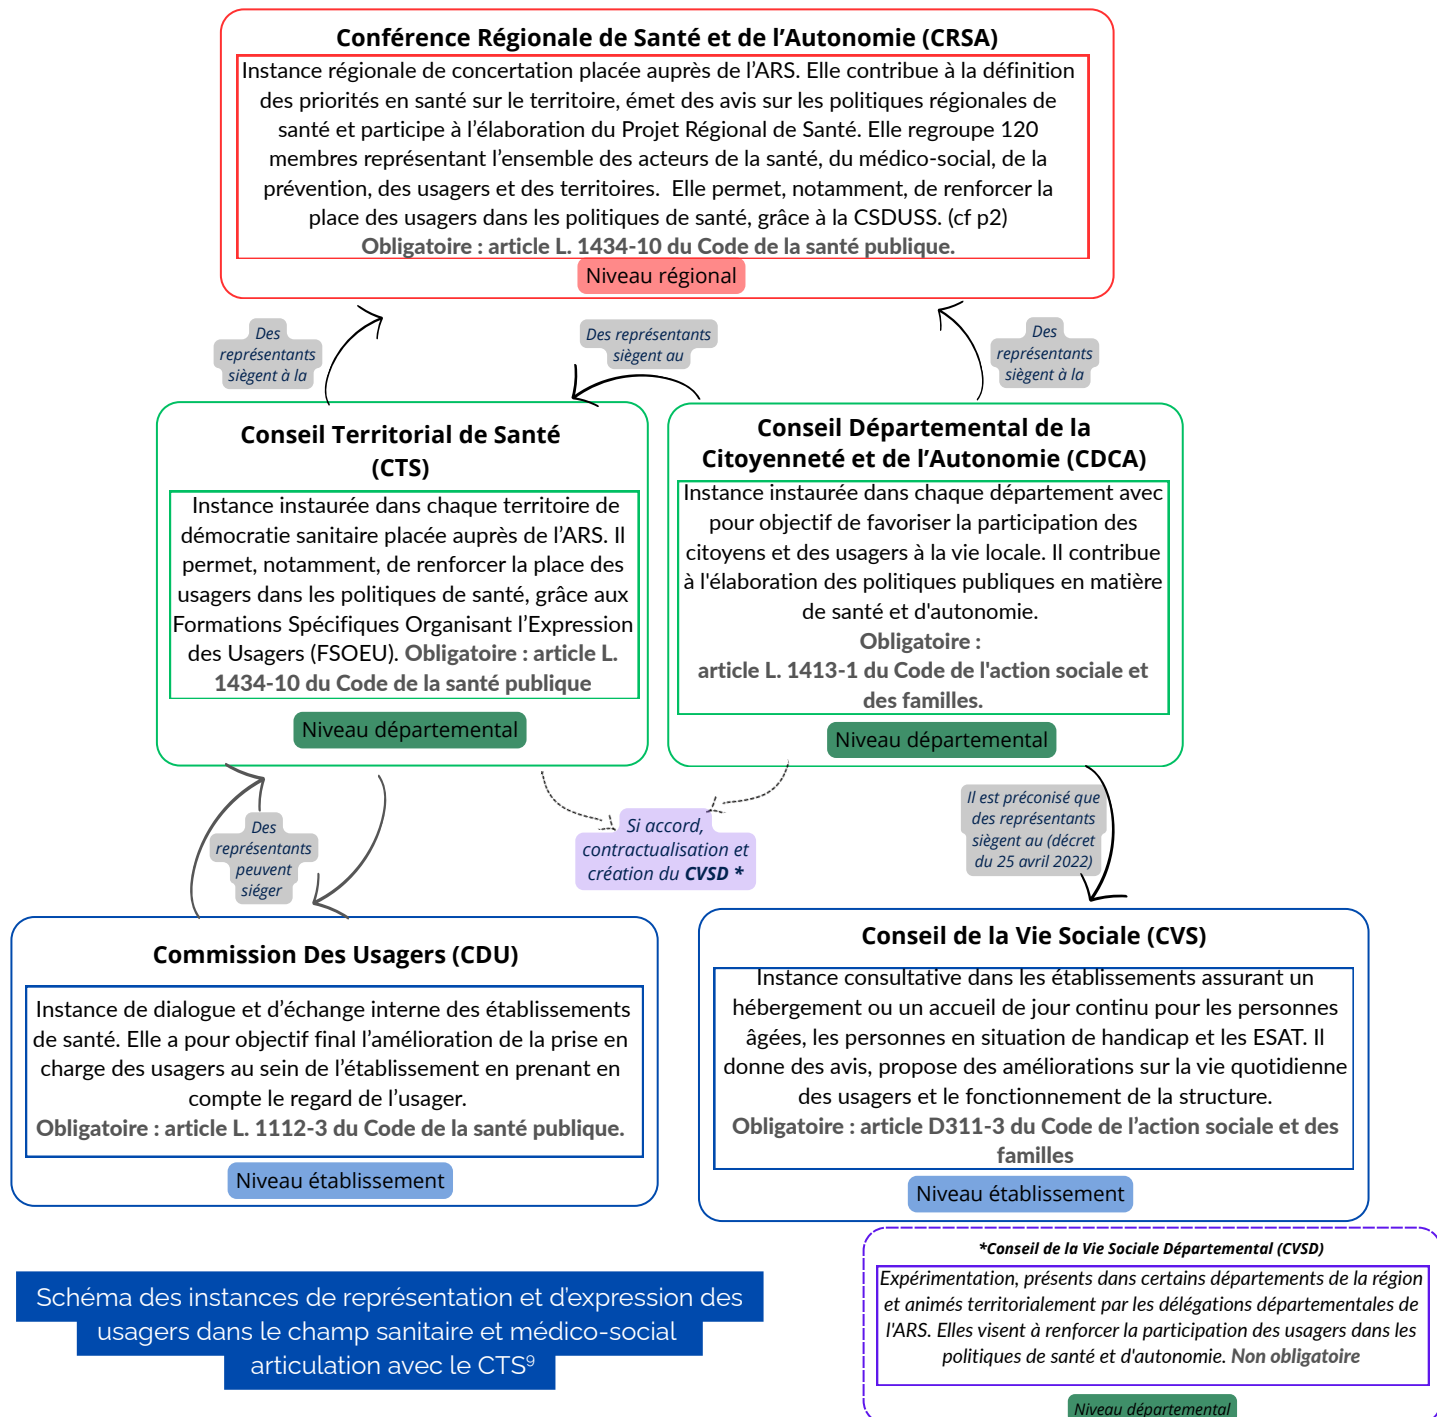 Conférence Régionale de Santé et de l’Autonomie (CRSA)
Instance régionale de concertation placée auprès de l’ARS. Elle contribue à la définition
des priorités en santé sur le territoire, émet des avis sur les politiques régionales de
santé et participe à l’élaboration du Projet Régional de Santé. Elle regroupe 120
membres représentant l’ensemble des acteurs de la santé, du médico-social, de la
prévention, des usagers et des territoires. Elle permet, notamment, de renforcer la
place des usagers dans les politiques de santé, grâce à la CSDUSS. (cf p2)
Obligatoire : article L. 1434-10 du Code de la santé publique.
Niveau régional
Des
représentants
siègent à la
Des représentants
siègent au
Des
représentants
siègent à la
Conseil Territorial de Santé
(CTS)
Instance instaurée dans chaque territoire de
démocratie sanitaire placée auprès de l’ARS. Il
permet, notamment, de renforcer la place des
usagers dans les politiques de santé, grâce aux
Formations Spécifiques Organisant l’Expression
des Usagers (FSOEU). Obligatoire : article L.
1434-10 du Code de la santé publique
Niveau départemental
Conseil Départemental de la
Citoyenneté et de l’Autonomie (CDCA)
Instance instaurée dans chaque département avec
pour objectif de favoriser la participation des
citoyens et des usagers à la vie locale. Il contribue
à l'élaboration des politiques publiques en matière
de santé et d'autonomie.
Obligatoire :
article L. 1413-1 du Code de l'action sociale et
des familles.
Niveau départemental
Des
représentants
peuvent
siéger
Si accord,
contractualisation et
création du CVSD *
Il est préconisé que
des représentants
siègent au (décret
du 25 avril 2022)
Commission Des Usagers (CDU)
Instance de dialogue et d’échange interne des établissements
de santé. Elle a pour objectif final l’amélioration de la prise en
charge des usagers au sein de l’établissement en prenant en
compte le regard de l’usager.
Obligatoire : article L. 1112-3 du Code de la santé publique.
Niveau établissement
Conseil de la Vie Sociale (CVS)
Instance consultative dans les établissements assurant un
hébergement ou un accueil de jour continu pour les personnes
âgées, les personnes en situation de handicap et les ESAT. Il
donne des avis, propose des améliorations sur la vie quotidienne
des usagers et le fonctionnement de la structure.
Obligatoire : article D311-3 du Code de l’action sociale et des
familles
Niveau établissement
*Conseil de la Vie Sociale Départemental (CVSD)
Expérimentation, présents dans certains départements de la région
et animés territorialement par les délégations départementales de
l'ARS. Elles visent à renforcer la participation des usagers dans les
politiques de santé et d'autonomie. Non obligatoire
Niveau départemental
Schéma des instances de représentation et d’expression des
usagers dans le champ sanitaire et médico-social
articulation avec le CTS⁹